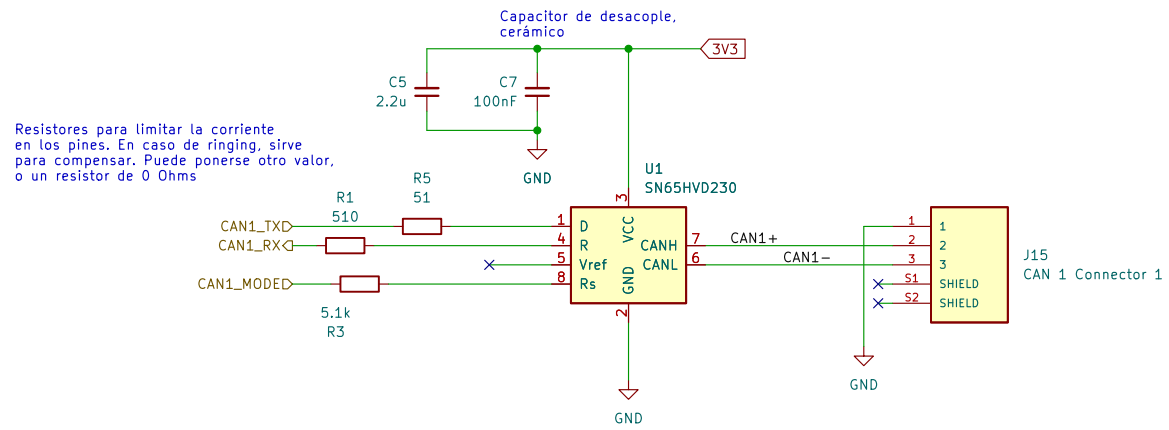 Capacitor de desacople,
cerámico
3V3
C5
2.2u
C7
100nF
GND
Resistores para limitar la corriente
en los pines. En caso de ringing, sirve
para compensar. Puede ponerse otro valor,
o un resistor de 0 Ohms
U1
SN65HVD230
R5
51
R1
510
CAN1_TX
CAN1_RX
CAN1_MODE
5.1k
R3
1
4
5
8
3
D
R
Vref
Rs
VCC
GND
CANH
CANL
2
7
6
CAN1+
CAN1-
1
2
3
S1
S2
1
2
3
SHIELD
SHIELD
J15
CAN 1 Connector 1
GND
GND